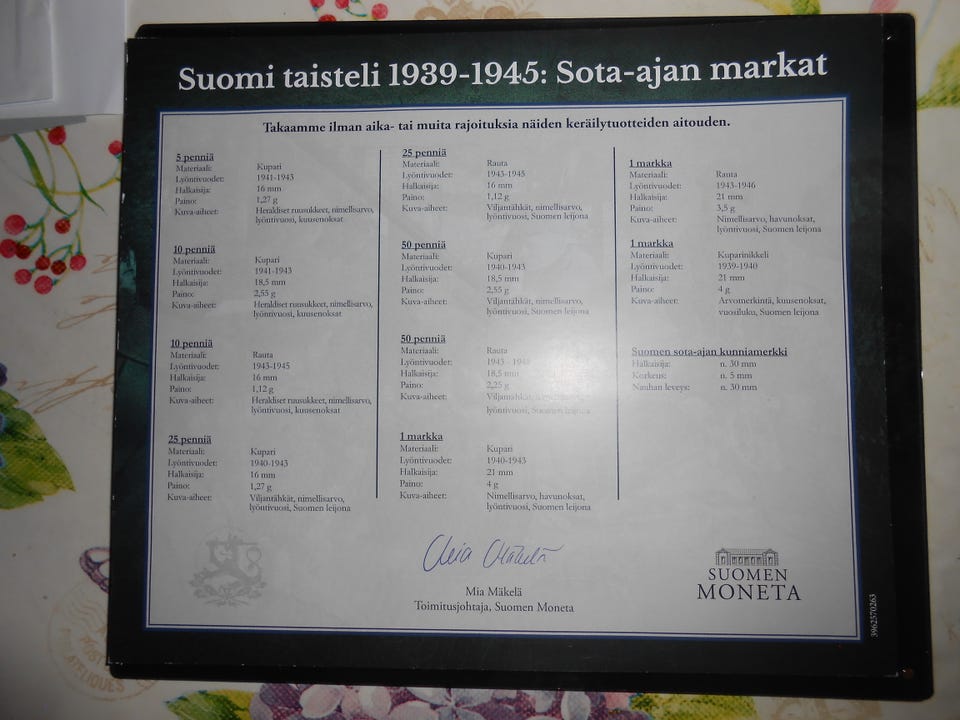 Suomi taisteli 1939-1945: Sota-ajan markat
Takaamme ilman aika- tai muita rajoituksia näiden keräilytuotteiden aitouden.
5 penniä
Materiaali: Kupari
Lyöntivuodet: 1941-1943
Halkaisija: 16 mm
Paino: 1,27 g
Kuva-aiheet: Heraldiset ruusukkeet, nimellisarvo,
lyöntivuosi, kuusenoksat
10 penniä
Materiaali: Kupari
Lyöntivuodet: 1941-1943
Halkaisija: 18,5 mm
Paino: 2,55 g
Kuva-aiheet: Heraldiset ruusukkeet, nimellisarvo,
lyöntivuosi, kuusenoksat
10 penniä
Materiaali: Rauta
Lyöntivuodet: 1943-1945
Halkaisija: 16 mm
Paino: 1,12 g
Kuva-aiheet: Heraldiset ruusukkeet, nimellisarvo,
lyöntivuosi, kuusenoksat
25 penniä
Materiaali: Kupari
Lyöntivuodet: 1940-1943
Halkaisija: 16 mm
Paino: 1,27 g
Kuva-aiheet: Viljantähkät, nimellisarvo,
lyöntivuosi, Suomen leijona
25 penniä
Materiaali: Rauta
Lyöntivuodet: 1943-1945
Halkaisija: 16 mm
Paino: 1,12 g
Kuva-aiheet: Viljantähkät, nimellisarvo,
lyöntivuosi, Suomen leijona
50 penniä
Materiaali: Kupari
Lyöntivuodet: 1940-1943
Halkaisija: 18,5 mm
Paino: 2,55 g
Kuva-aiheet: Viljantähkät, nimellisarvo,
lyöntivuosi, Suomen leijona
50 penniä
Materiaali: Rauta
Lyöntivuodet: 1943-1948
Halkaisija: 18,5 mm
Paino: 2,25 g
Kuva-aiheet: Viljantähkät, nimellisarvo,
lyöntivuosi, Suomen leijona
1 markka
Materiaali: Kupari
Lyöntivuodet: 1940-1943
Halkaisija: 21 mm
Paino: 4 g
Kuva-aiheet: Nimellisarvo, havunoksat,
lyöntivuosi, Suomen leijona
1 markka
Materiaali: Rauta
Lyöntivuodet: 1943-1946
Halkaisija: 21 mm
Paino: 3,5 g
Kuva-aiheet: Nimellisarvo, havunoksat,
lyöntivuosi, Suomen leijona
1 markka
Materiaali: Kuparinikkeli
Lyöntivuodet: 1939-1940
Halkaisija: 21 mm
Paino: 4 g
Kuva-aiheet: Arvomerkintä, kuusenoksat,
vuosiluku, Suomen leijona
Suomen sota-ajan kunniamerkki
Halkaisija: n. 30 mm
Korkeus: n. 5 mm
Nauhan leveys: n. 30 mm
Mia Mäkelä
Mia Mäkelä
Toimitusjohtaja, Suomen Moneta
SUOMEN
MONETA
3962570263